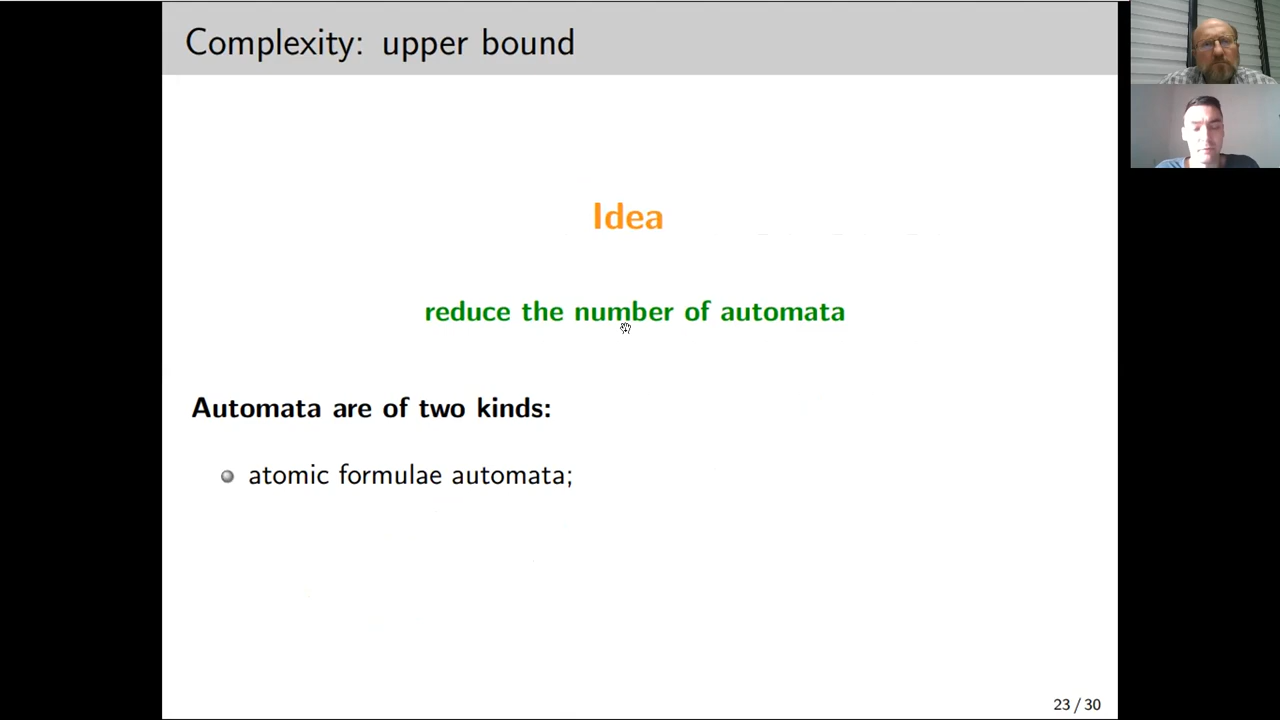 Complexity: upper bound
Idea
reduce the number of automata
Automata are of two kinds:
atomic formulae automata;
23 / 30